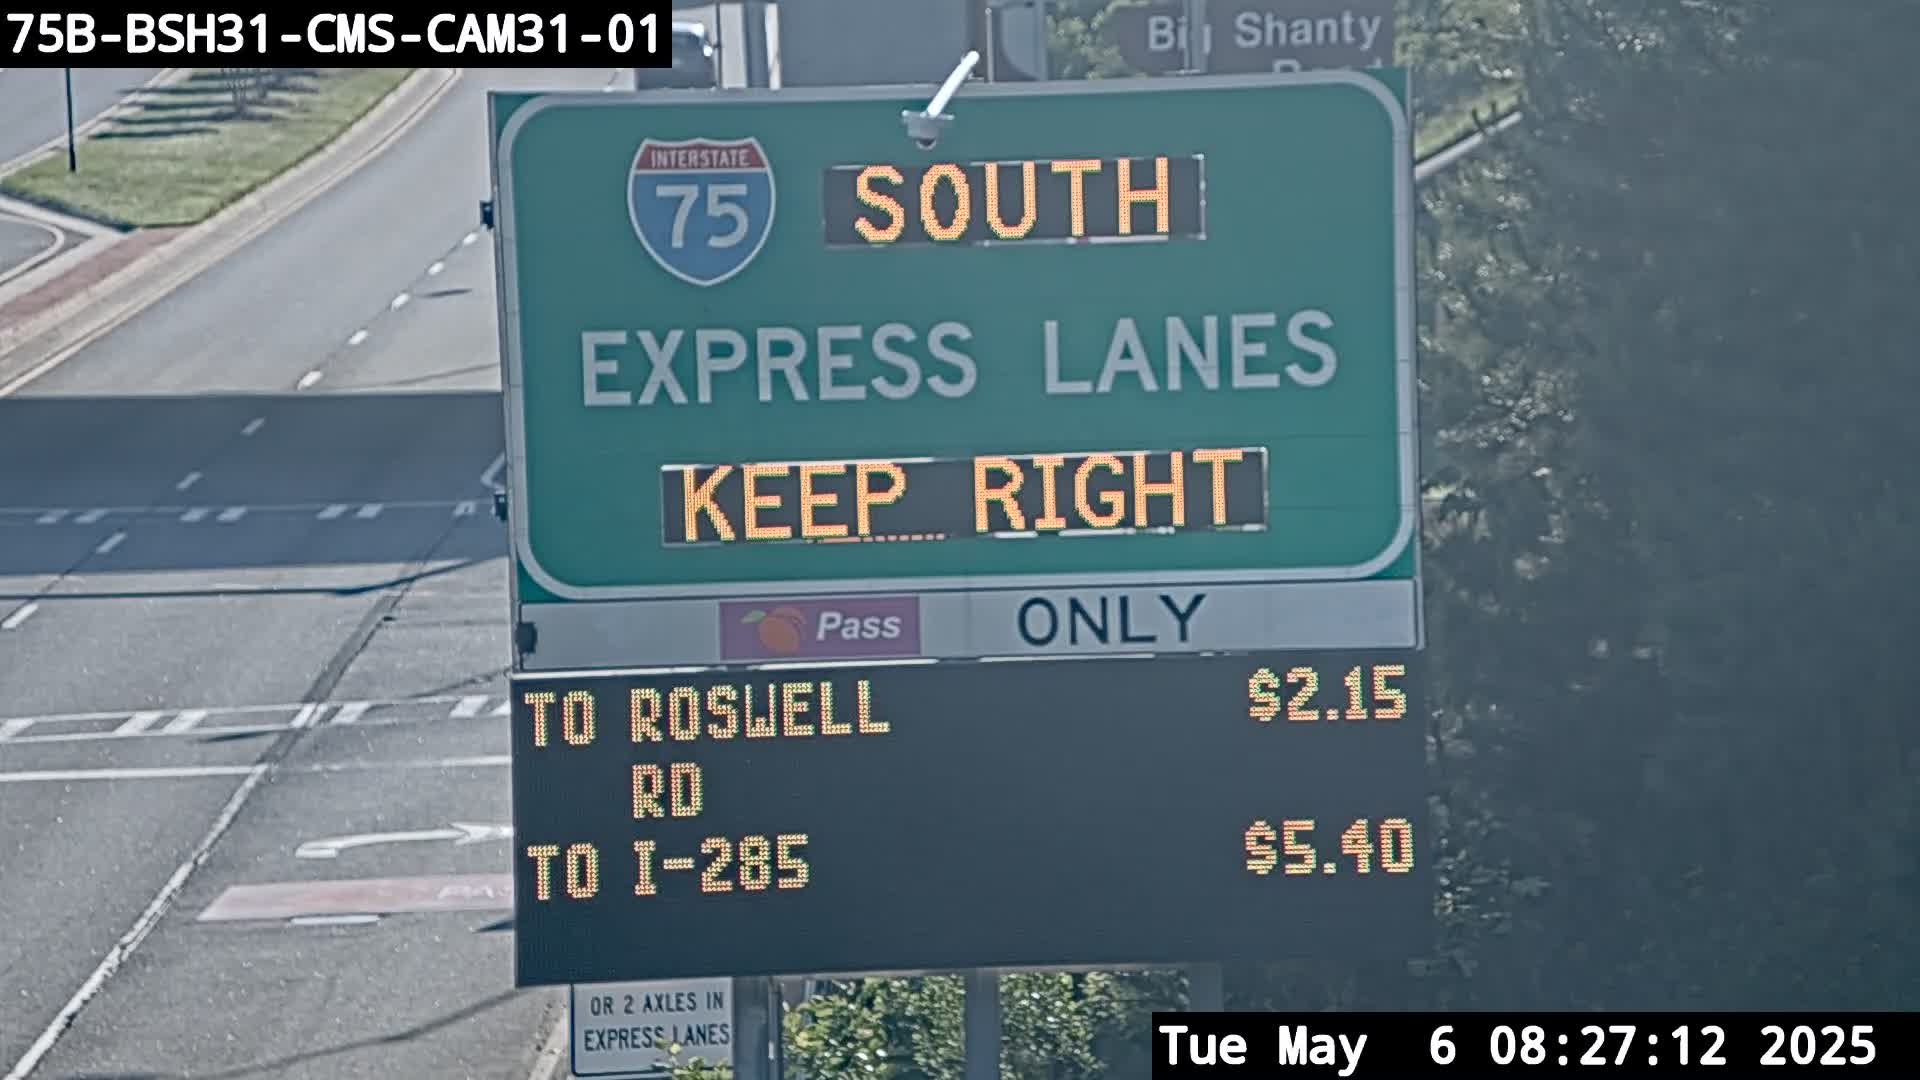 75B-BSH31-CMS-CAM31-01
Big Shanty
INTERSTATE
75
SOUTH
EXPRESS LANES
KEEP RIGHT
Pass ONLY
TO ROSWELL $2.15
RD
TO I-285 $5.40
OR 2 AXLES IN
EXPRESS LANES
Tue May 6 08:27:12 2025